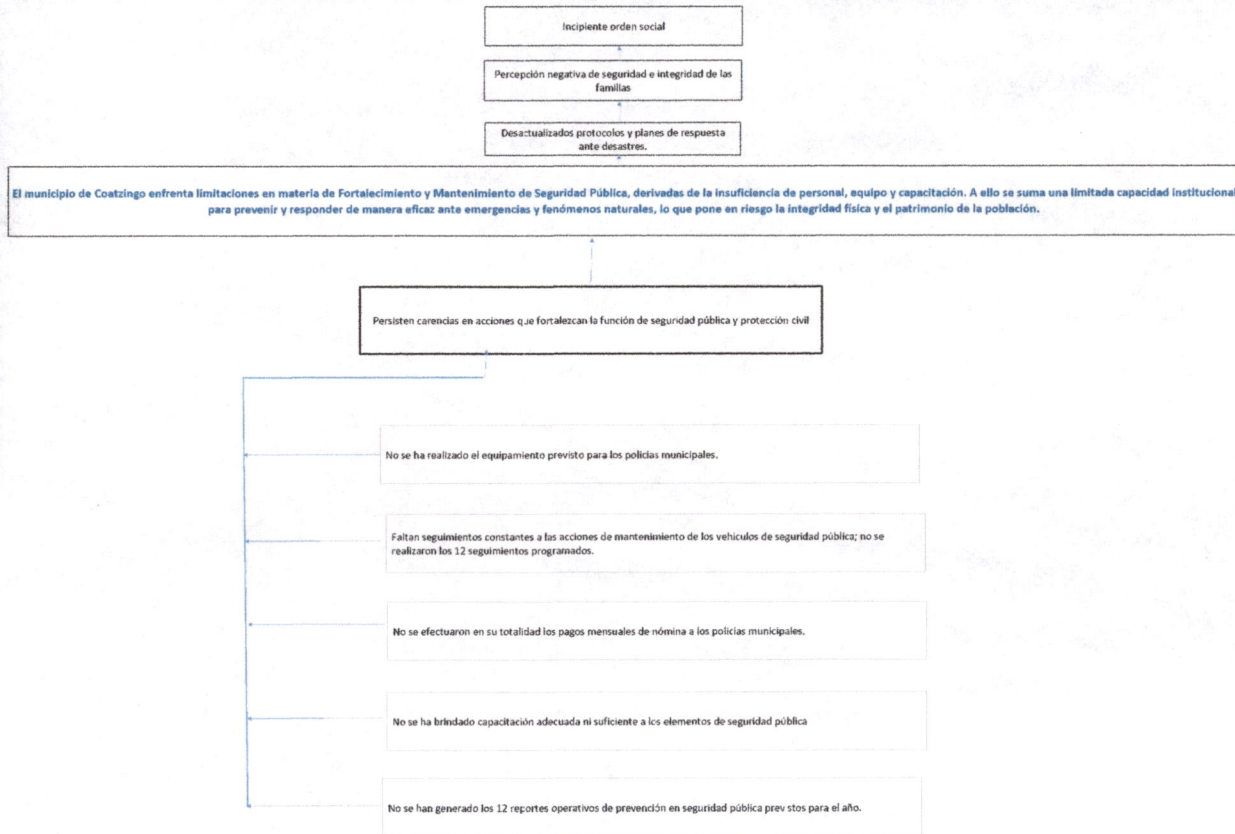 Incipiente orden social
Percepción negativa de seguridad e integridad de las
familias
Desactualizados protocolos y planes de respuesta
ante desastres.
El municipio de Coatzingo enfrenta limitaciones en materia de Fortalecimiento y Mantenimiento de Seguridad Pública, derivadas de la insuficiencia de personal, equipo y capacitación. A ello se suma una limitada capacidad institucional
para prevenir y responder de manera eficaz ante emergencias y fenómenos naturales, lo que pone en riesgo la integridad física y el patrimonio de la población.
Persisten carencias en acciones que fortalezcan la función de seguridad pública y protección civil
No se ha realizado el equipamiento previsto para los policías municipales.
Faltan seguimientos constantes a las acciones de mantenimiento de los vehículos de seguridad pública; no se
realizaron los 12 seguimientos programados.
No se efectuaron en su totalidad los pagos mensuales de nómina a los policías municipales.
No se ha brindado capacitación adecuada ni suficiente a los elementos de seguridad pública
No se han generado los 12 reportes operativos de prevención en seguridad pública previstos para el año.